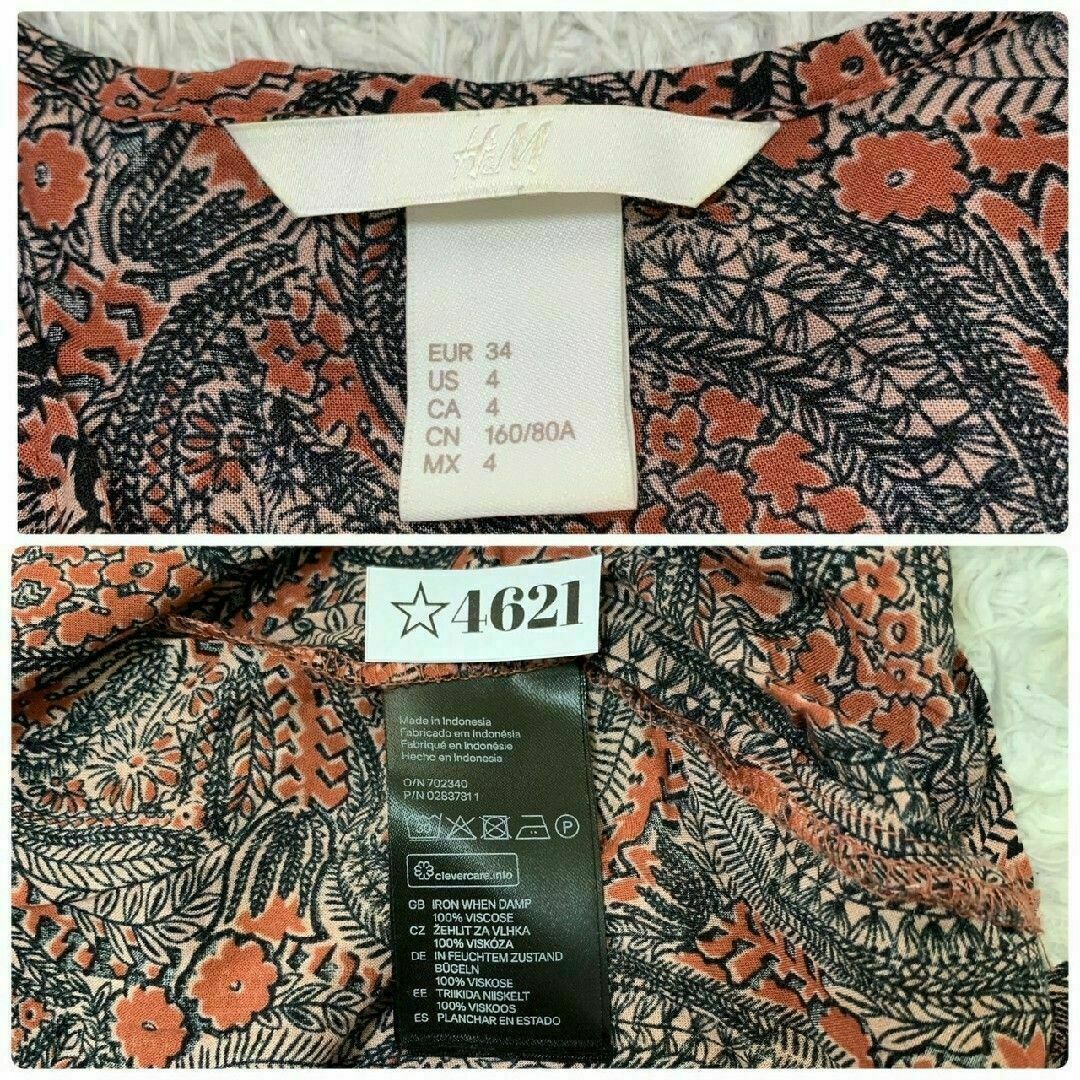 H&M
EUR 34
US 4
CA 4
CN 160/80A
MX 4
☆4621
Made in Indonesia
Fabricado em Indonésia
Fabriqué en Indonésie
Hecho en Indonesia
O/N 702340
P/N 02837811
P
clevercare.info
GB IRON WHEN DAMP
100% VISCOSE
CZ ŽEHLIT ZA VLHKA
100% VISKÓZA
DE IN FEUCHTEM ZUSTAND
BÜGELN
100% VISKOSE
EE TRIIKIDA NIISKELT
100% VISKOOS
ES PLANCHAR EN ESTADO